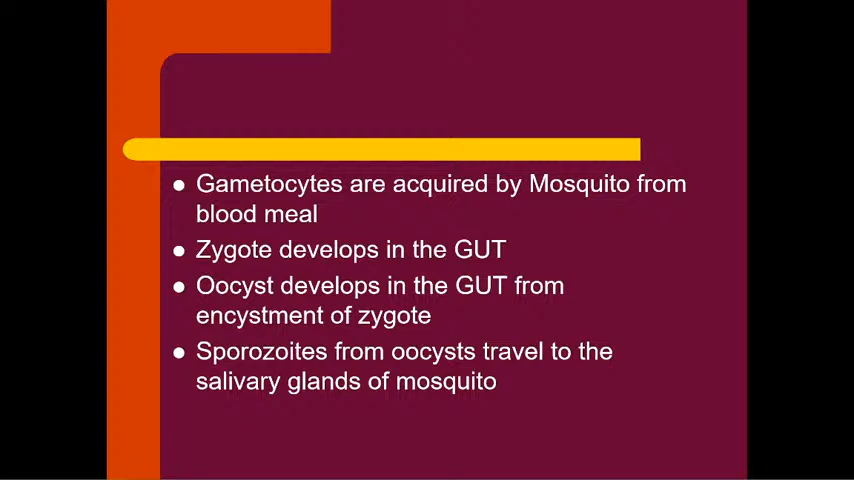 ● Gametocytes are acquired by Mosquito from
blood meal
● Zygote develops in the GUT
● Oocyst develops in the GUT from
encystment of zygote
● Sporozoites from oocysts travel to the
salivary glands of mosquito